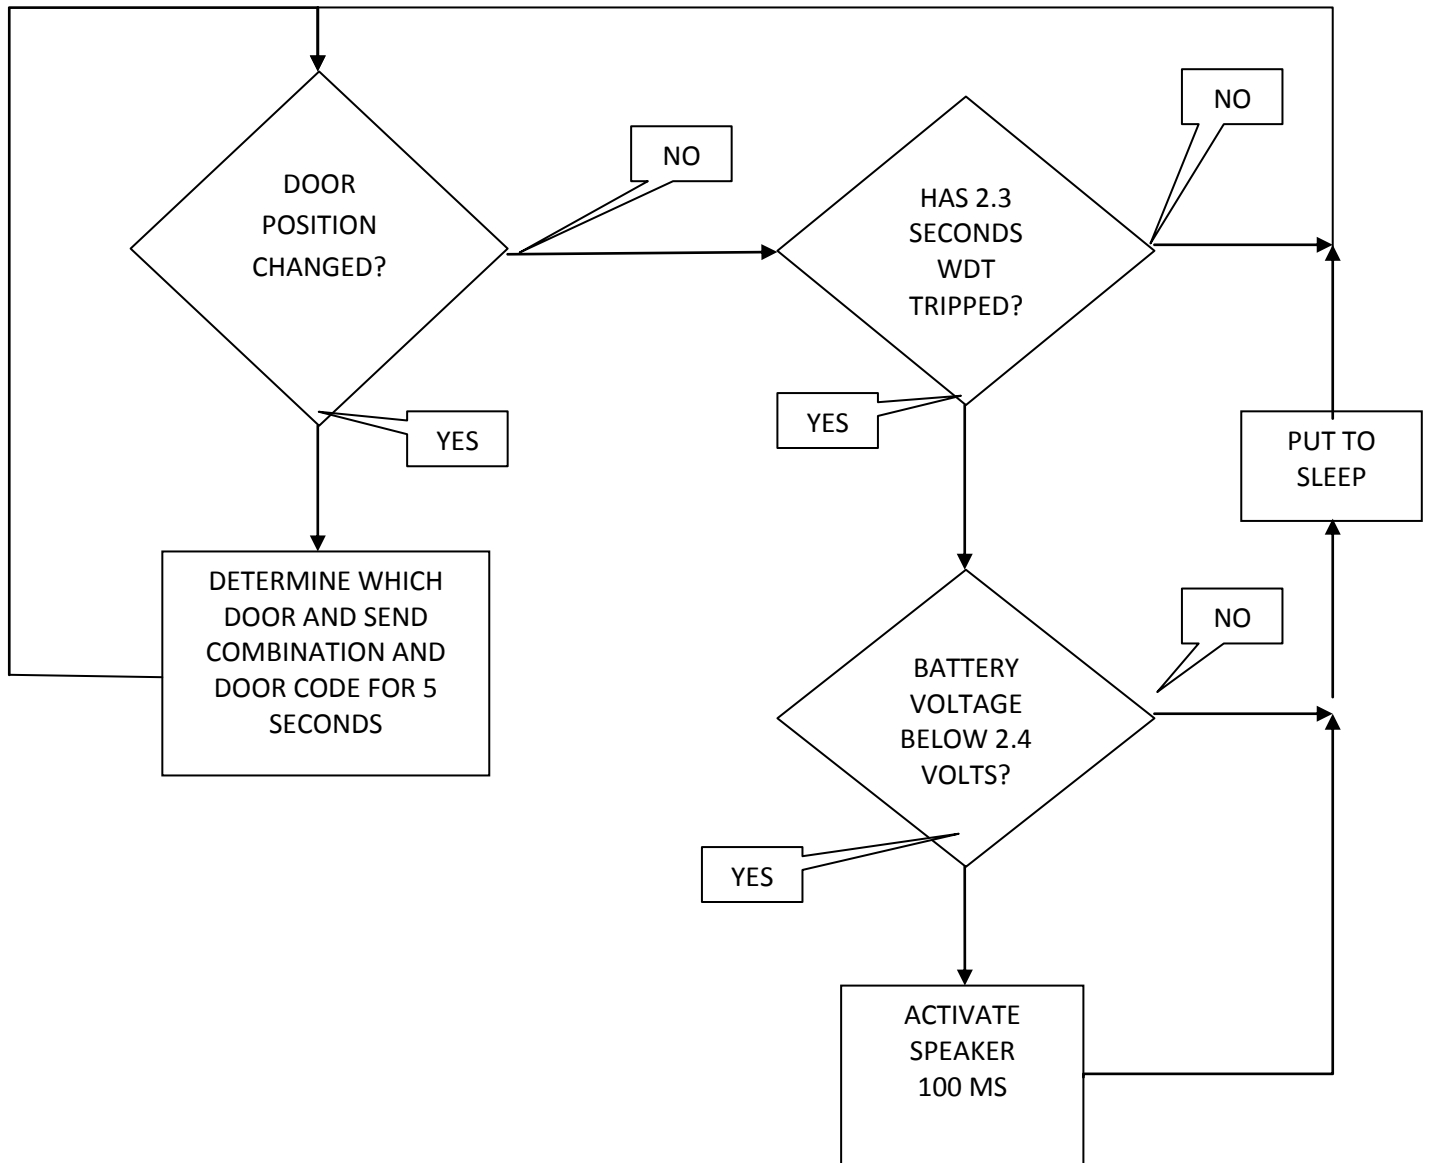 DOOR
POSITION
CHANGED?
NO
HAS 2.3
SECONDS
WDT
TRIPPED?
NO
YES
YES
PUT TO
SLEEP
DETERMINE WHICH
DOOR AND SEND
COMBINATION AND
DOOR CODE FOR 5
SECONDS
BATTERY
VOLTAGE
BELOW 2.4
VOLTS?
NO
YES
ACTIVATE
SPEAKER
100 MS